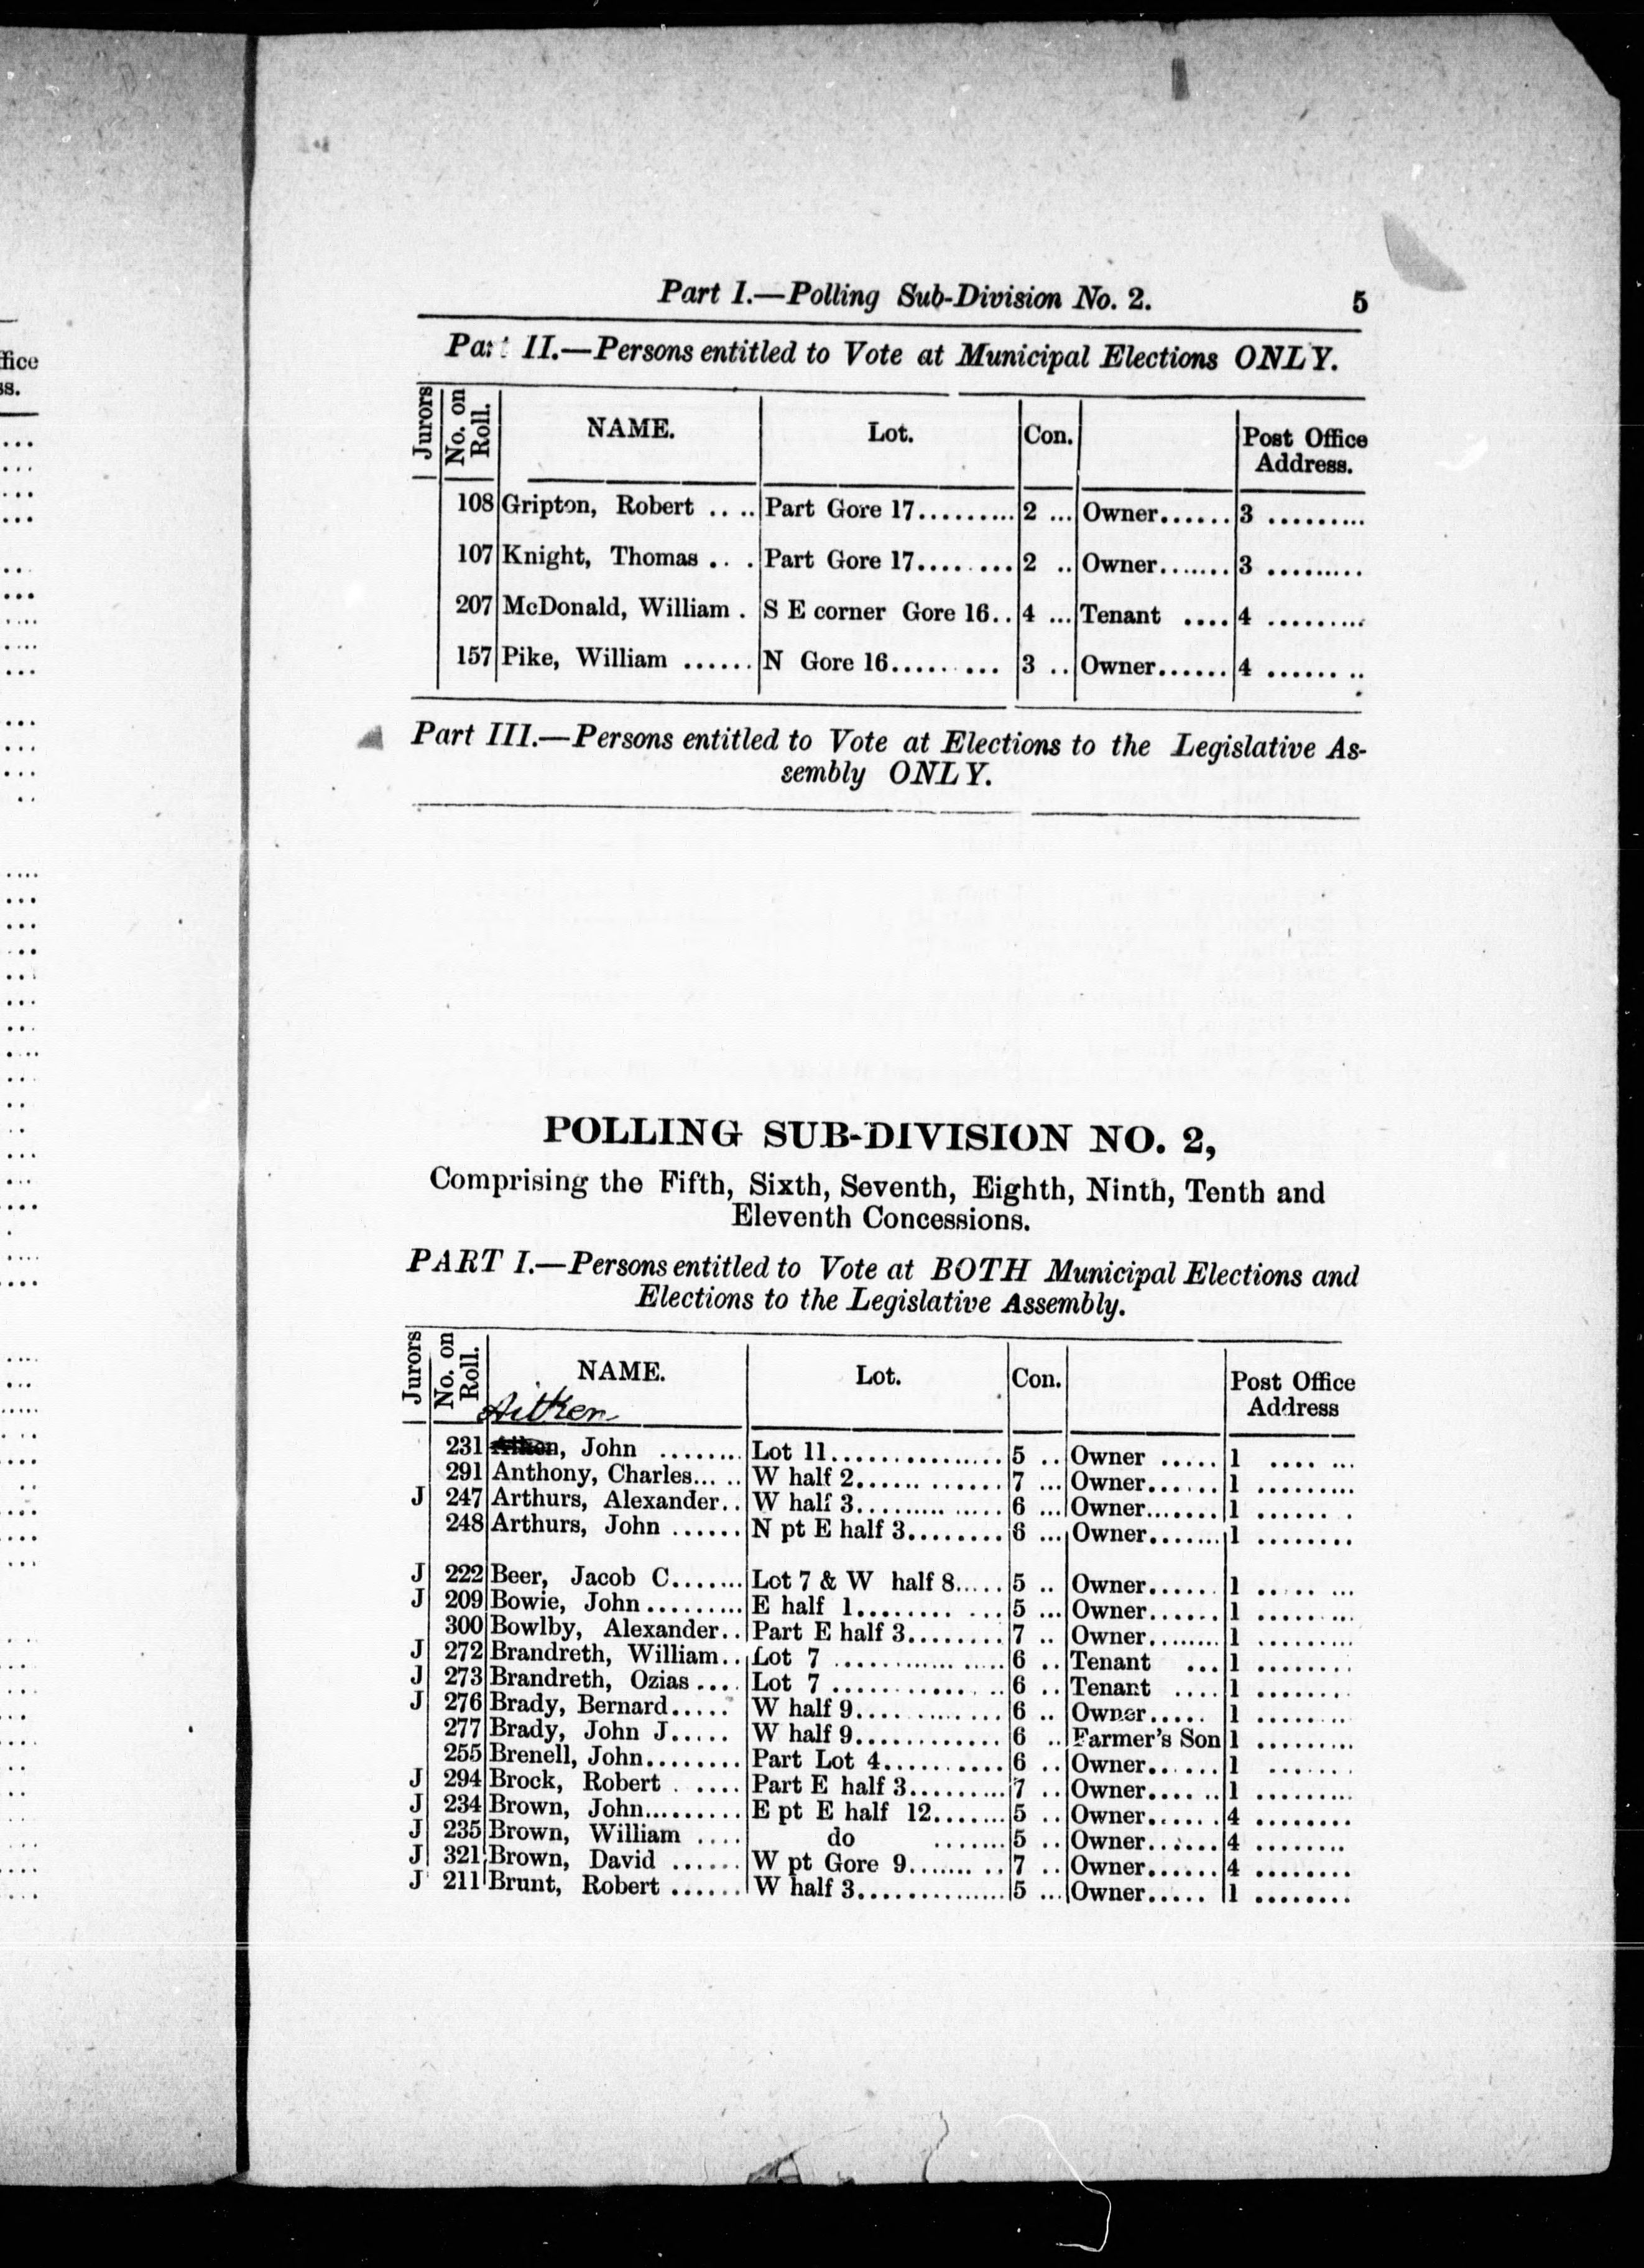 ffice
ss.
Part I.—Polling Sub-Division No. 2. 5
Part II.—Persons entitled to Vote at Municipal Elections ONLY.
Jurors No. on Roll. NAME. Lot. Con. Post Office Address.
108 Gripton, Robert .... Part Gore 17......... 2 ... Owner...... 3 .........
107 Knight, Thomas ... Part Gore 17........ 2 .. Owner....... 3 .........
207 McDonald, William . S E corner Gore 16.. 4 ... Tenant .... 4 .........
157 Pike, William ...... N Gore 16......... 3 .. Owner...... 4 ........
Part III.—Persons entitled to Vote at Elections to the Legislative As-
sembly ONLY.
POLLING SUB-DIVISION NO. 2,
Comprising the Fifth, Sixth, Seventh, Eighth, Ninth, Tenth and
Eleventh Concessions.
PART I.—Persons entitled to Vote at BOTH Municipal Elections and
Elections to the Legislative Assembly.
Jurors No. on Roll. NAME. Lot. Con. Post Office Address
Aitken
231 , John ........ Lot 11............... 5 .. Owner ..... 1 .......
291 Anthony, Charles..... W half 2............. 7 ... Owner...... 1 .........
J 247 Arthurs, Alexander.. W half 3.............. 6 ... Owner....... 1 ........
248 Arthurs, John ...... N pt E half 3........ 6 ... Owner....... 1 ........
J 222 Beer, Jacob C....... Lot 7 & W half 8..... 5 .. Owner...... 1 ........
J 209 Bowie, John ......... E half 1........... 5 ... Owner...... 1 .........
300 Bowlby, Alexander.. Part E half 3........ 7 .. Owner........ 1 .........
J 272 Brandreth, William.. Lot 7 ................ 6 .. Tenant ... 1 ........
J 273 Brandreth, Ozias .... Lot 7 ............... 6 .. Tenant .... 1 ........
J 276 Brady, Bernard..... W half 9............. 6 .. Owner..... 1 .........
277 Brady, John J..... W half 9............. 6 .. Farmer's Son 1 .........
255 Brenell, John........ Part Lot 4........... 6 .. Owner...... 1 .......
J 294 Brock, Robert ..... Part E half 3......... 7 .. Owner...... 1 .........
J 234 Brown, John......... E pt E half 12....... 5 .. Owner...... 4 ........
J 235 Brown, William .... do ....... 5 .. Owner....... 4 ........
J 321 Brown, David ...... W pt Gore 9......... 7 .. Owner...... 4 ........
J 211 Brunt, Robert ...... W half 3.............. 5 ... Owner..... 1 ........